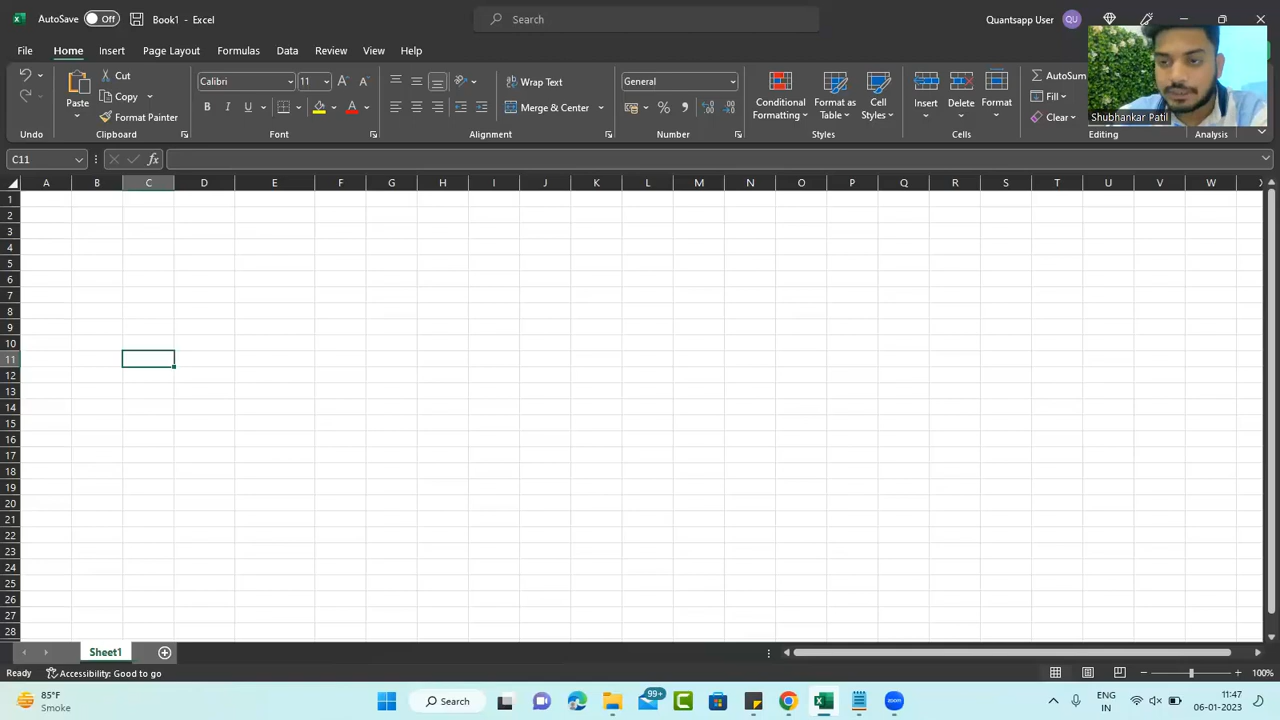 AutoSave Off Book1 - Excel Search Quantsapp User QU
File Home Insert Page Layout Formulas Data Review View Help
Cut
Copy
Format Painter
Paste
Undo Clipboard
Calibri 11
B I U A
Font
Wrap Text
Merge & Center
Alignment
General
Number
Conditional Formatting
Format as Table
Cell Styles
Styles
Insert Delete Format
Cells
AutoSum
Fill
Clear
Editing
Analysis
Shubhankar Patil
C11 fx
A B C D E F G H I J K L M N O P Q R S T U V W
1
2
3
4
5
6
7
8
9
10
11
12
13
14
15
16
17
18
19
20
21
22
23
24
25
26
27
28
Sheet1
Ready Accessibility: Good to go 100%
85°F
Smoke
Search
99+
zoom
ENG
IN
11:47
06-01-2023